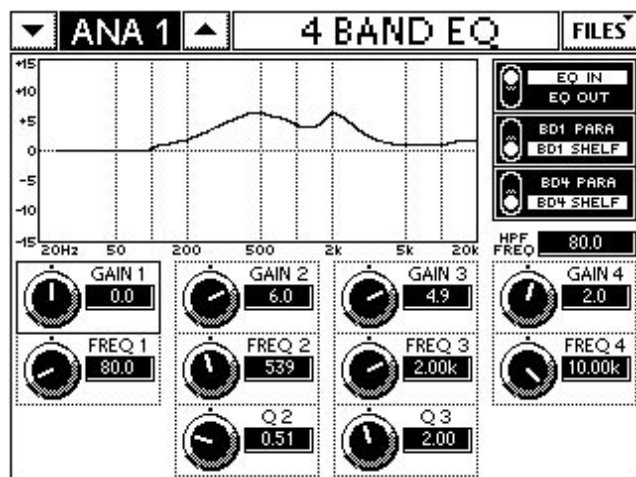 ANA 1 4 BAND EQ FILES
+15
+10
+5
0
-5
-10
-15
20Hz 50 200 500 2k 5k 20k
EQ IN
EQ OUT
BD1 PARA
BD1 SHELF
BD4 PARA
BD4 SHELF
HPF FREQ 80.0
GAIN 1 0.0
GAIN 2 6.0
GAIN 3 4.9
GAIN 4 2.0
FREQ 1 80.0
FREQ 2 539
FREQ 3 2.00k
FREQ 4 10.00k
Q 2 0.51
Q 3 2.00